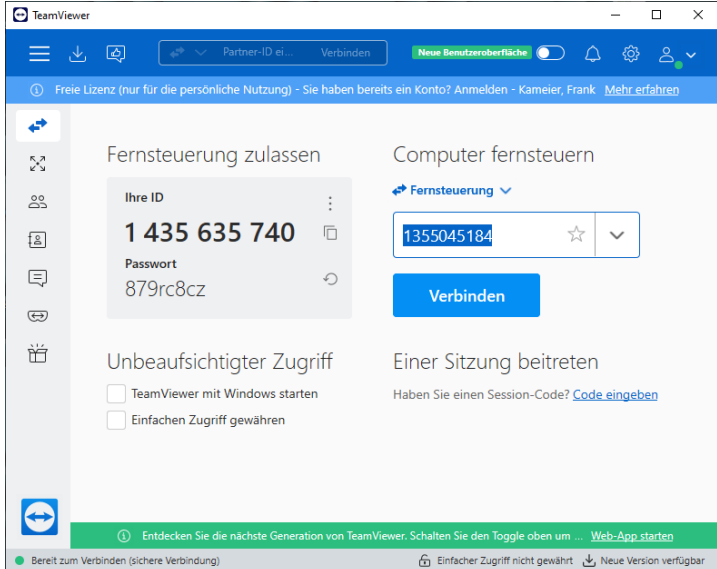 TeamViewer
Partner-ID ei... Verbinden
Neue Benutzeroberfläche
Freie Lizenz (nur für die persönliche Nutzung) - Sie haben bereits ein Konto? Anmelden - Kameier, Frank Mehr erfahren
Fernsteuerung zulassen
Ihre ID
1 435 635 740
Passwort
879rc8cz
Computer fernsteuern
Fernsteuerung
1355045184
Verbinden
Unbeaufsichtigter Zugriff
TeamViewer mit Windows starten
Einfachen Zugriff gewähren
Einer Sitzung beitreten
Haben Sie einen Session-Code? Code eingeben
Entdecken Sie die nächste Generation von TeamViewer. Schalten Sie den Toggle oben um ... Web-App starten
Bereit zum Verbinden (sichere Verbindung) Einfacher Zugriff nicht gewährt Neue Version verfügbar